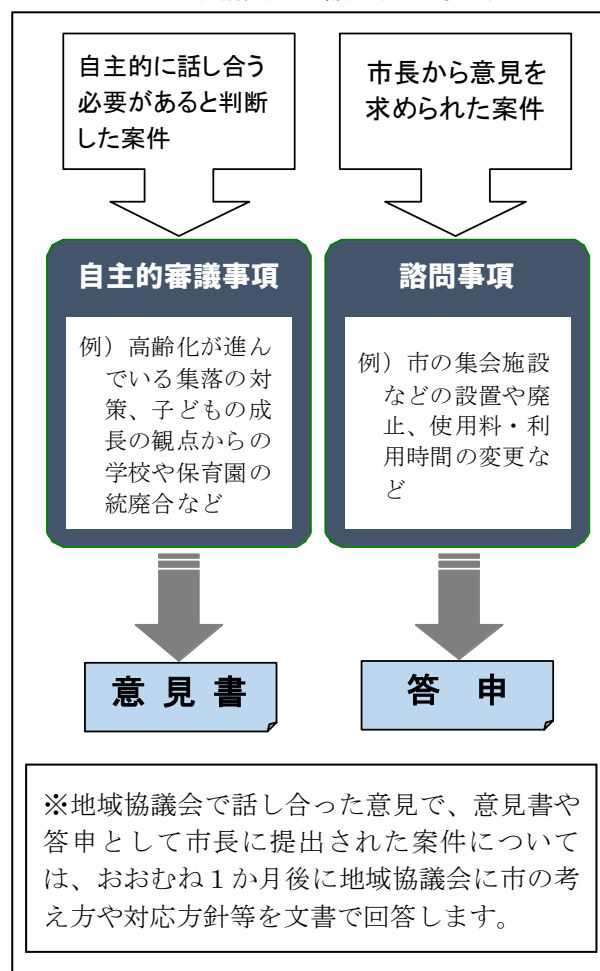 自主的に話し合う
必要があると判断
した案件
市長から意見を
求められた案件
自主的審議事項
例）高齢化が進ん
でいる集落の対
策、子どもの成
長の観点からの
学校や保育園の
統廃合など
諮問事項
例）市の集会施設
などの設置や廃
止、使用料・利
用時間の変更な
ど
意見書
答申
※地域協議会で話し合った意見で、意見書や
答申として市長に提出された案件について
は、おおむね１か月後に地域協議会に市の考
え方や対応方針等を文書で回答します。